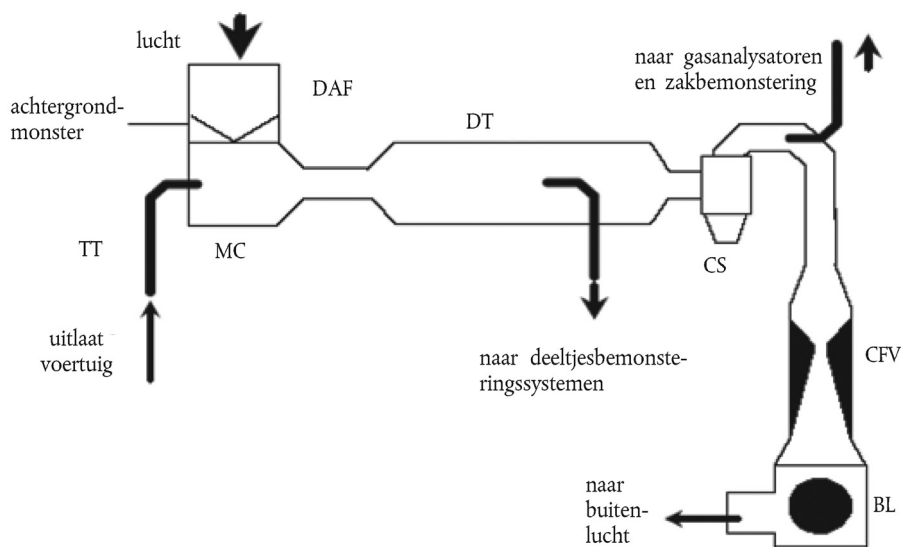 lucht
DAF
achtergrond-
monster
DT
naar gasanalysatoren
en zakbemonstering
TT
MC
CS
uitlaat
voertuig
naar deeltjesbemonste-
ringssystemen
CFV
naar
buiten-
lucht
BL